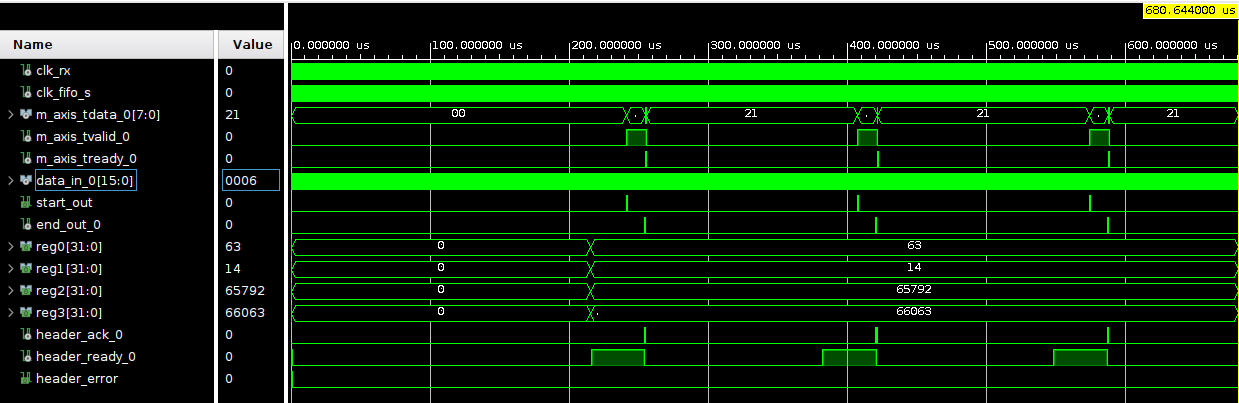 680.644000 us
Name Value
0.000000 us 100.000000 us 200.000000 us 300.000000 us 400.000000 us 500.000000 us 600.000000 us
clk_rx 0
clk_fifo_s 0
m_axis_tdata_0[7:0] 21 00 . 21 . 21 . 21
m_axis_tvalid_0 0
m_axis_tready_0 0
data_in_0[15:0] 0006
start_out 0
end_out_0 0
reg0[31:0] 63 0 63
reg1[31:0] 14 0 14
reg2[31:0] 65792 0 65792
reg3[31:0] 66063 0 . 66063
header_ack_0 0
header_ready_0 0
header_error 0